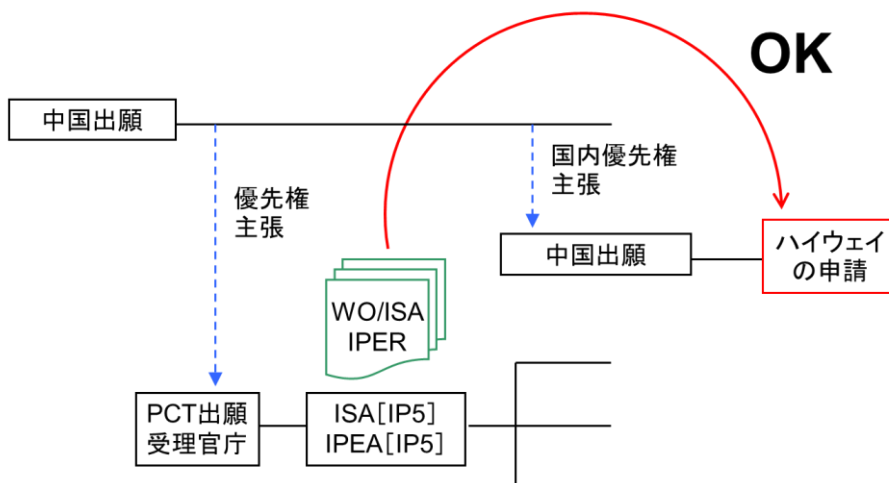 OK
中国出願
優先権
主張
国内優先権
主張
中国出願
ハイウェイ
の申請
WO/ISA
IPER
PCT出願
受理官庁
ISA[IP5]
IPEA[IP5]